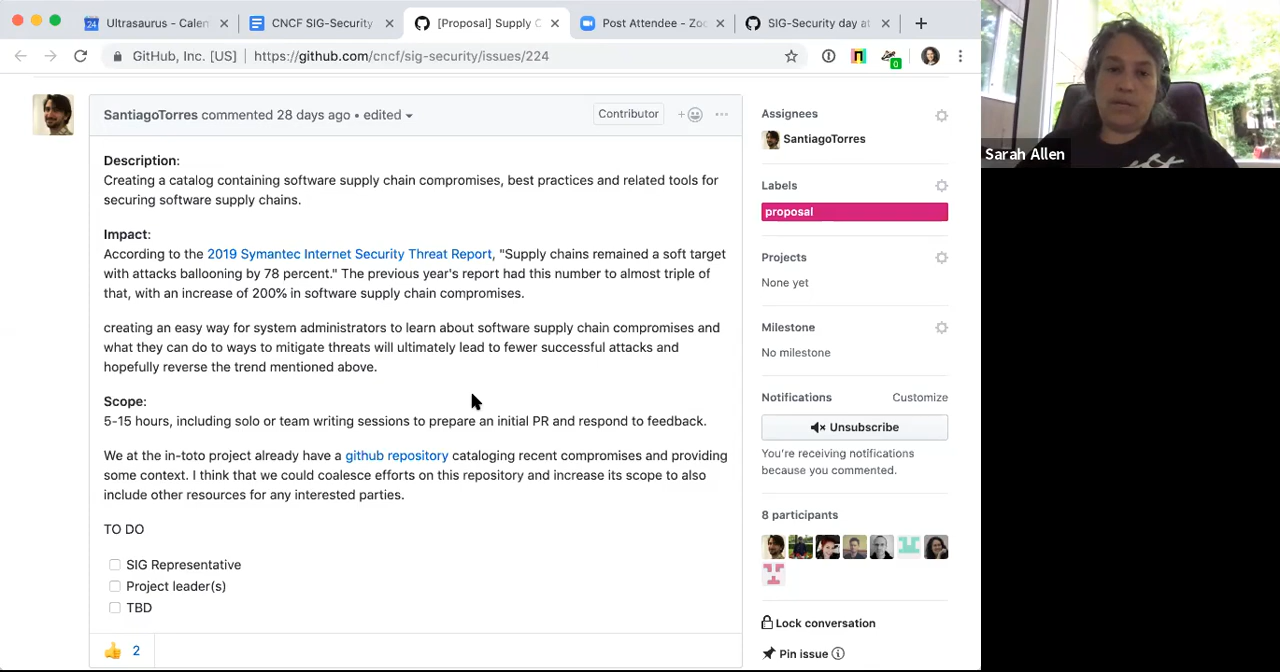 Ultrasaurus - Calen
CNCF SIG-Security
[Proposal] Supply C
Post Attendee - Zoo
SIG-Security day at
GitHub, Inc. [US]
https://github.com/cncf/sig-security/issues/224
0
SantiagoTorres commented 28 days ago • edited
Contributor
Description:
Creating a catalog containing software supply chain compromises, best practices and related tools for
securing software supply chains.
Impact:
According to the 2019 Symantec Internet Security Threat Report, "Supply chains remained a soft target
with attacks ballooning by 78 percent." The previous year's report had this number to almost triple of
that, with an increase of 200% in software supply chain compromises.
creating an easy way for system administrators to learn about software supply chain compromises and
what they can do to ways to mitigate threats will ultimately lead to fewer successful attacks and
hopefully reverse the trend mentioned above.
Scope:
5-15 hours, including solo or team writing sessions to prepare an initial PR and respond to feedback.
We at the in-toto project already have a github repository cataloging recent compromises and providing
some context. I think that we could coalesce efforts on this repository and increase its scope to also
include other resources for any interested parties.
TO DO
SIG Representative
Project leader(s)
TBD
2
Assignees
SantiagoTorres
Labels
proposal
Projects
None yet
Milestone
No milestone
Notifications
Customize
Unsubscribe
You're receiving notifications
because you commented.
8 participants
Lock conversation
Pin issue
Sarah Allen